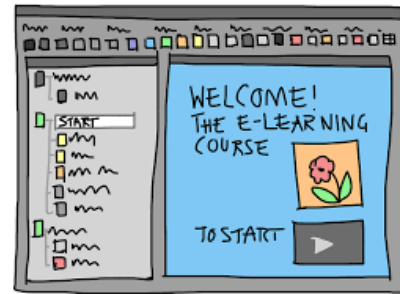 START
WELCOME!
THE E-LEARNING
COURSE
TO START